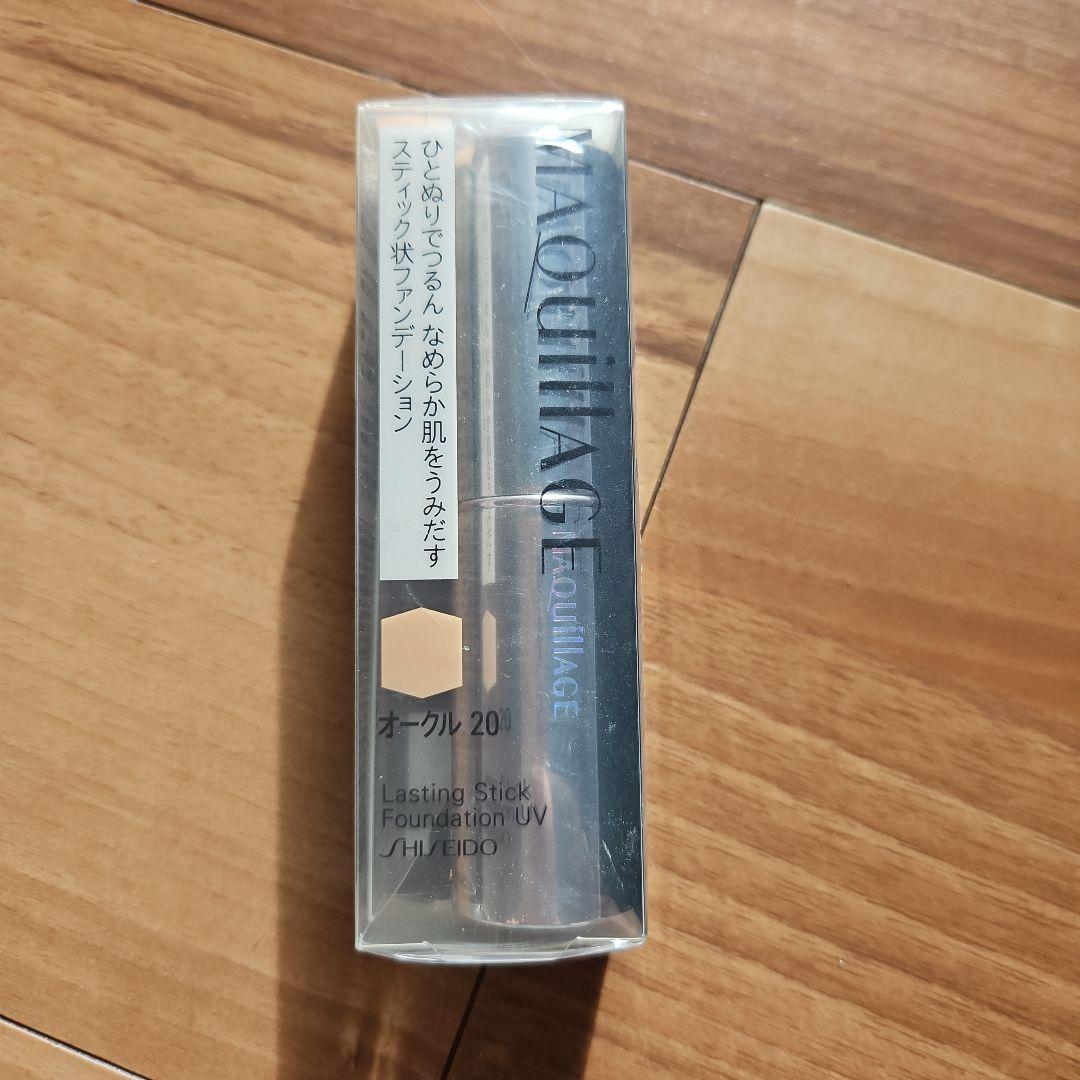 ひとぬりでつるん なめらか肌をうみだす
スティック状ファンデーション
MAQuillAGE
MAQuillAGE
オークル 20
Lasting Stick
Foundation UV
SHISEIDO